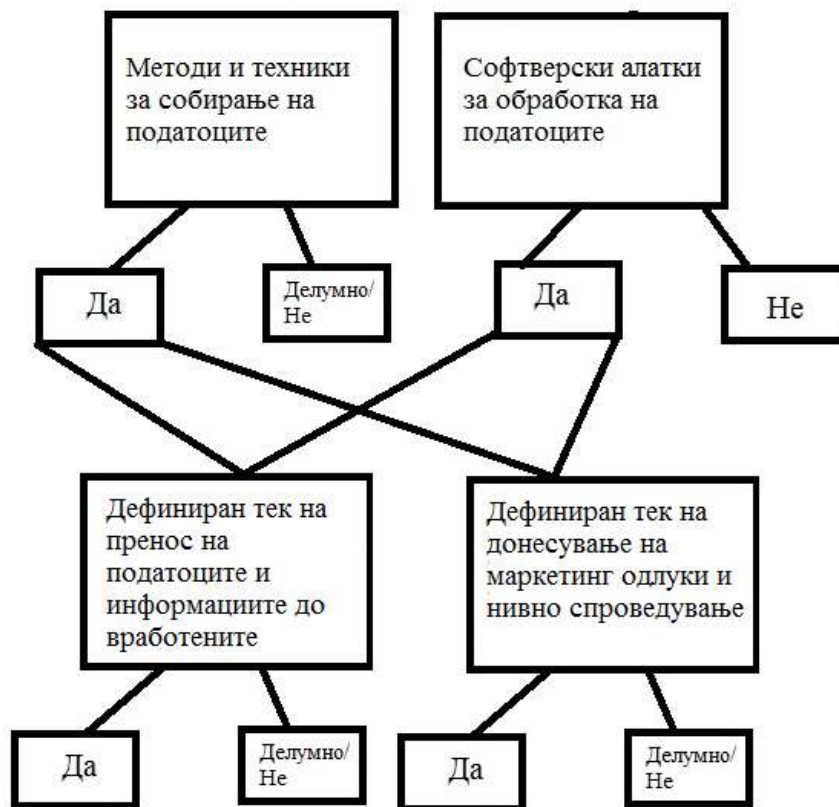 Методи и техники
за собирање на
податоците
Софтверски алатки
за обработка на
податоците
Да
Делумно/
Не
Да
Не
Дефиниран тек на
пренос на
податоците и
информациите до
вработените
Дефиниран тек на
донесување на
маркетинг одлуки и
нивно спроведување
Да
Делумно/
Не
Да
Делумно/
Не